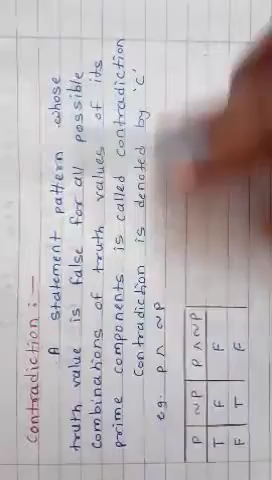 Contradiction :-
A statement pattern whose
truth value is false for all possible
combinations of truth values of its
prime components is called contradiction
Contradiction is denoted by 'c'
eg. P ∧ ~P
P ~P P ∧ ~P
T F F
F T F